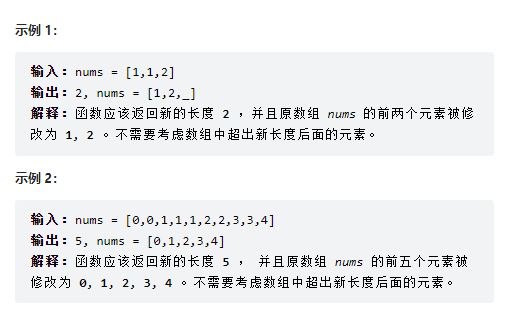 示例 1:
输入:nums = [1,1,2]
输出:2, nums = [1,2,_]
解释:函数应该返回新的长度 2 ，并且原数组 nums 的前两个元素被修
改为 1, 2 。不需要考虑数组中超出新长度后面的元素。
示例 2:
输入:nums = [0,0,1,1,1,2,2,3,3,4]
输出:5, nums = [0,1,2,3,4]
解释:函数应该返回新的长度 5 ， 并且原数组 nums 的前五个元素被
修改为 0, 1, 2, 3, 4 。不需要考虑数组中超出新长度后面的元素。